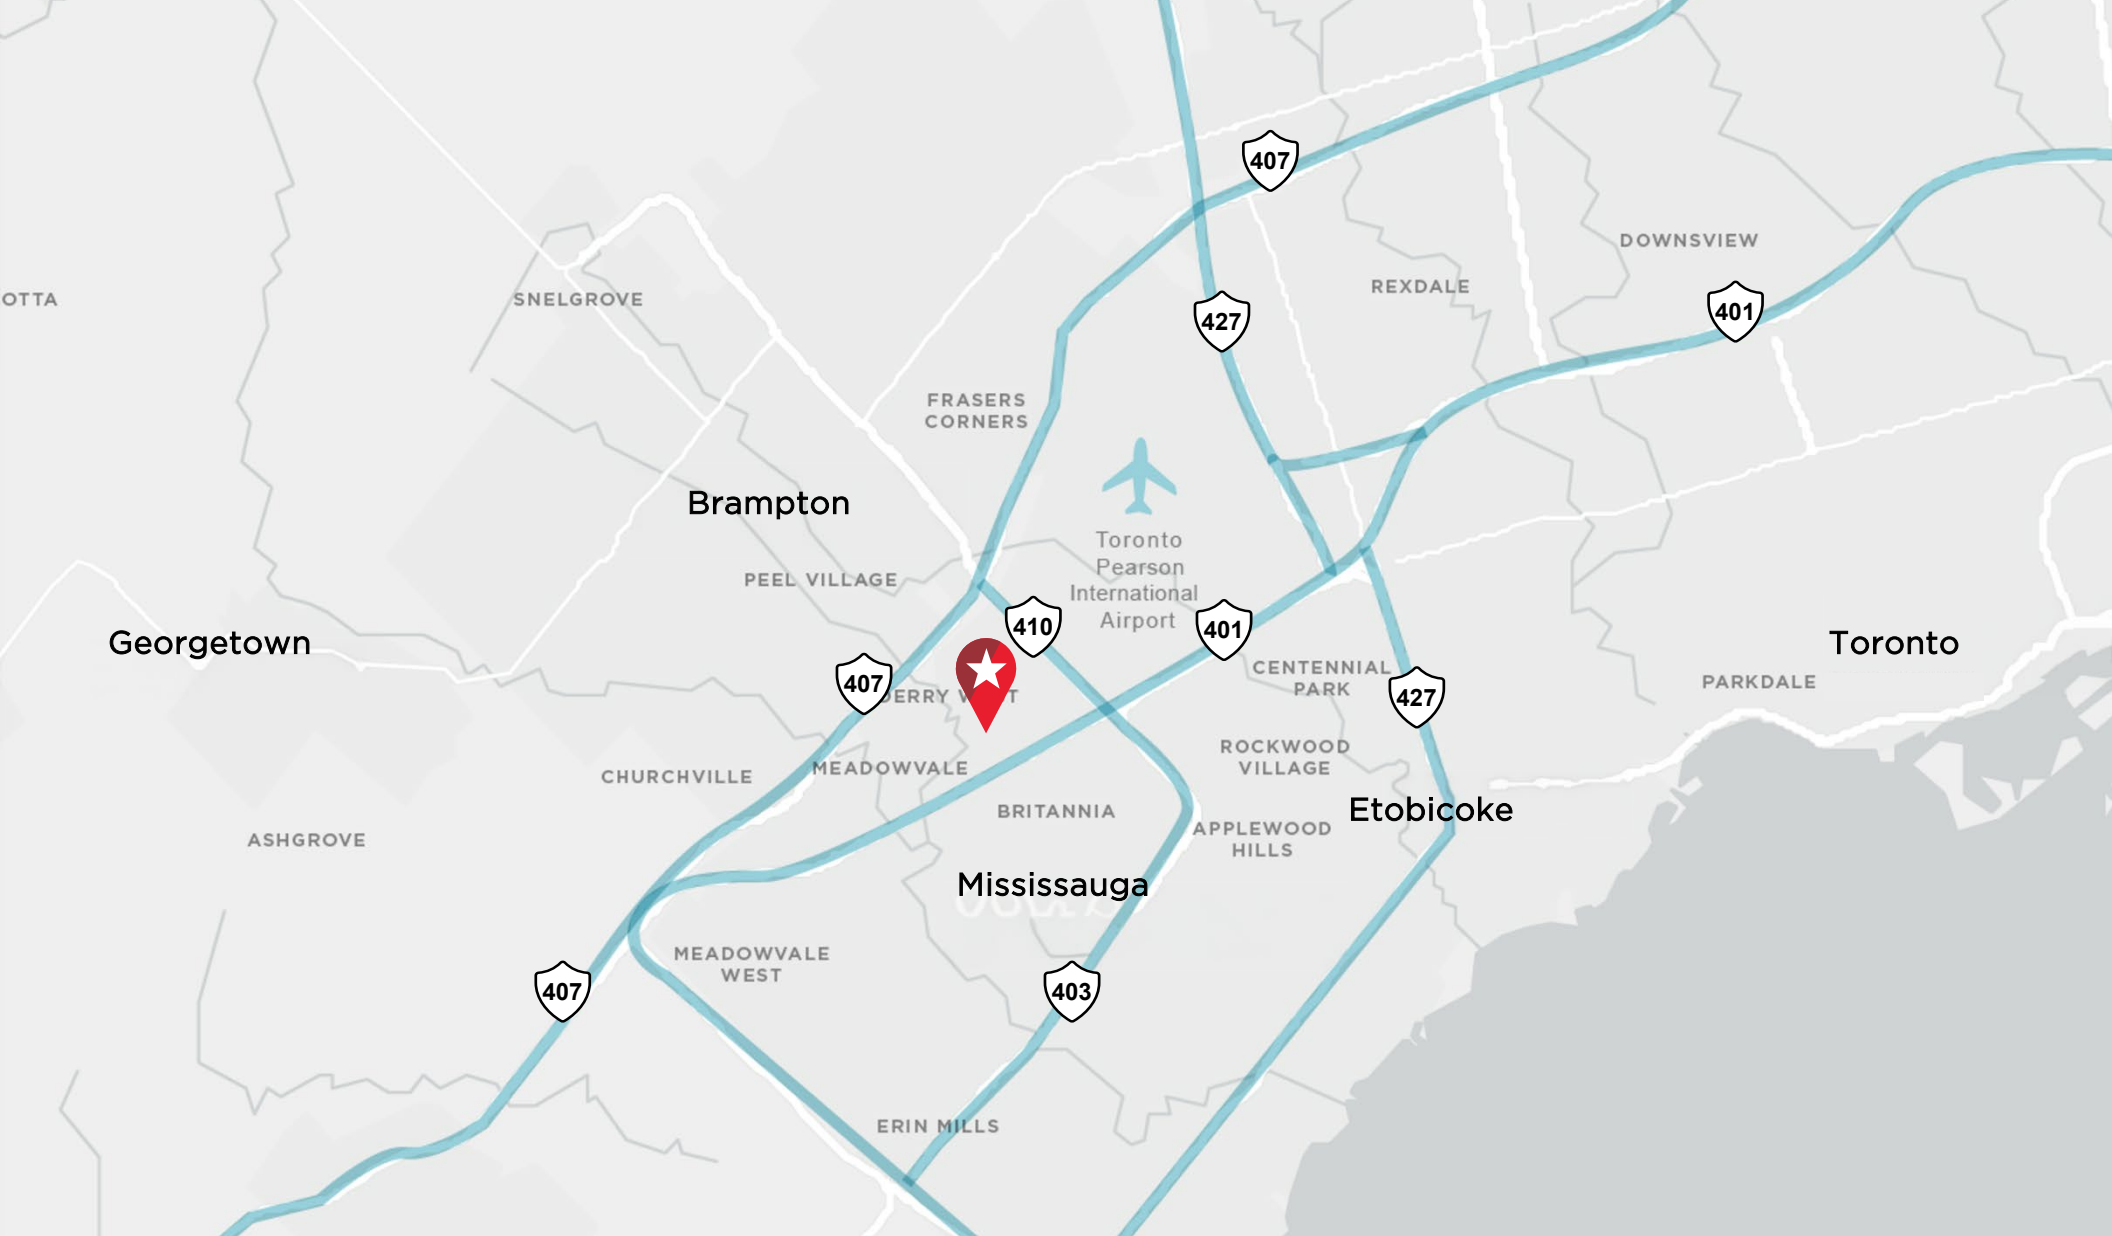 407
DOWNSVIEW
REXDALE
OTTA
SNELGROVE
401
427
FRASERS
CORNERS
Brampton
Toronto
Pearson
International
Airport
PEEL VILLAGE
410
401
Georgetown
Toronto
CENTENNIAL
PARK
PARKDALE
407
DERRY W
T
427
ROCKWOOD
VILLAGE
MEADOWVALE
CHURCHVILLE
BRITANNIA
Etobicoke
APPLEWOOD
HILLS
ASHGROVE
Mississauga
MEADOWVALE
WEST
407
403
ERIN MILLS